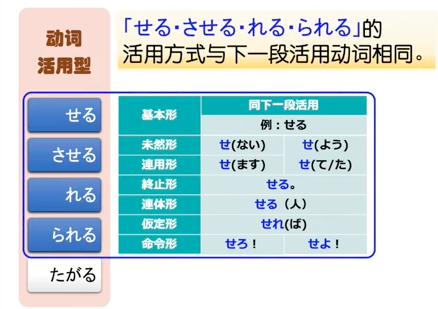 动词
活用型
「せる・させる・れる・られる」的
活用方式与下一段活用动词相同。
せる
させる
れる
られる
たがる
基本形 同下一段活用
例：せる
未然形 せ(ない) せ(よう)
连用形 せ(ます) せ(て/た)
終止形 せる。
連体形 せる（人）
仮定形 せれ(ば)
命令形 せろ！ せよ！